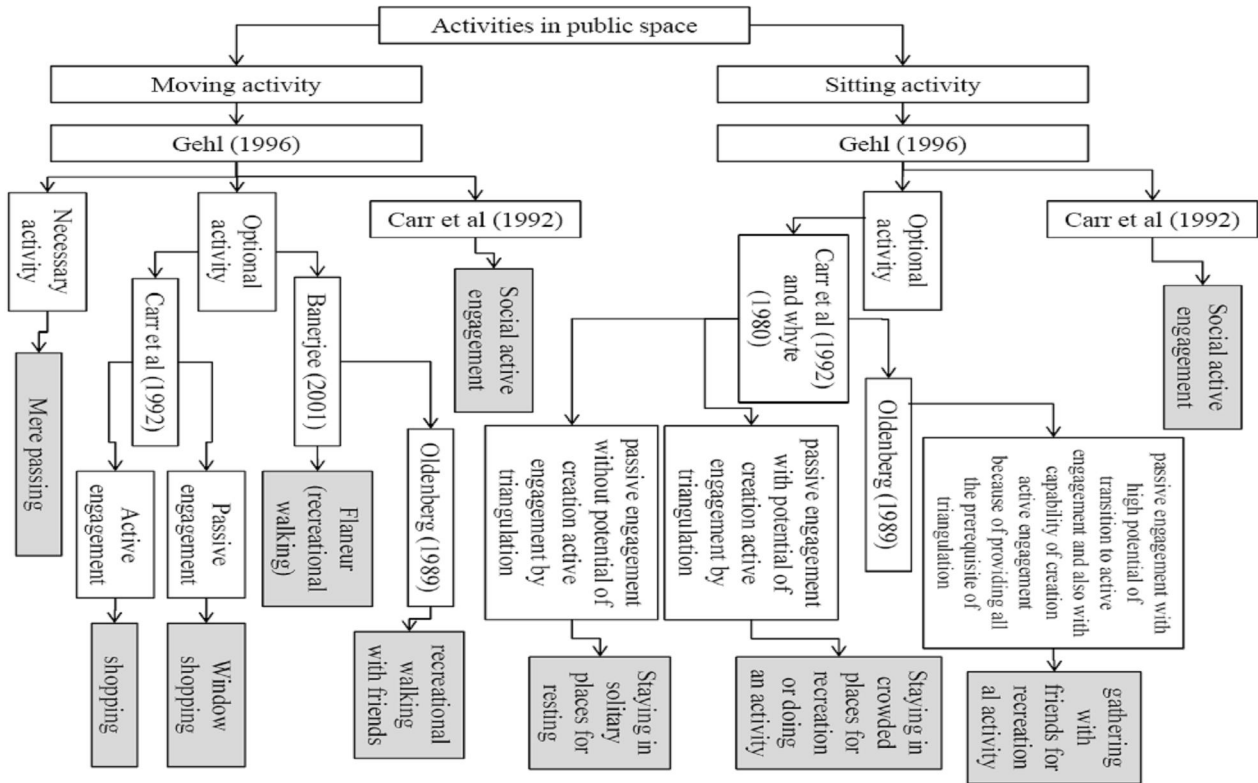 Activities in public space
Moving activity
Sitting activity
Gehl (1996)
Gehl (1996)
Necessary
activity
Optional
activity
Carr et al (1992)
Optional
activity
Carr et al (1992)
Mere passing
Carr et al (1992)
Banerjee (2001)
Social active
engagement
Carr et al (1992)
and whyte
(1980)
Oldenberg (1989)
Social active
engagement
Active
engagement
Passive
engagement
Flaneur
(recreational
walking)
Oldenberg (1989)
passive engagement
without potential of
creation active
engagement by
triangulation
passive engagement
with potential of
creation active
engagement by
triangulation
passive engagement with
high potential of
transition to active
engagement and also with
capability of creation
active engagement
because of providing all
the prerequisite of
triangulation
shopping
Window
shopping
recreational
walking
with friends
Staying in
solitary
places for
resting
Staying in
crowded
places for
recreation
or doing
an activity
gathering
with
friends for
recreation
al activity